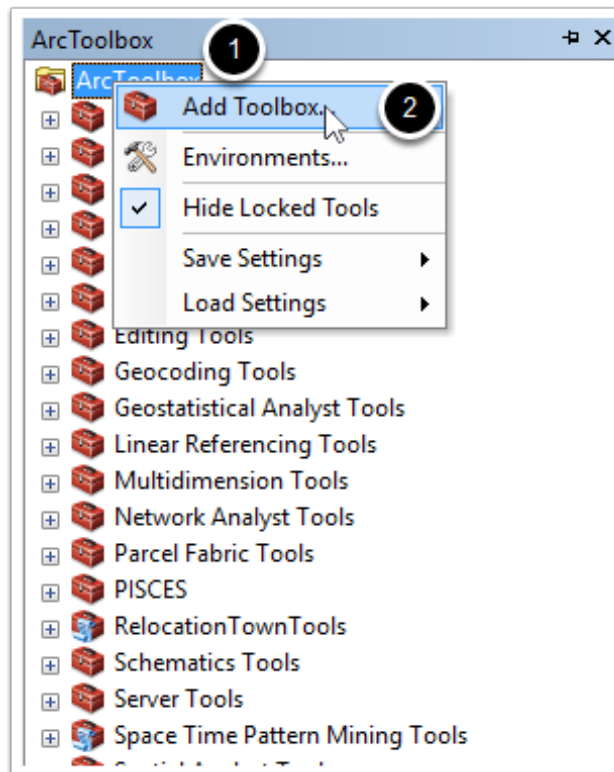 ArcToolbox
1
ArcToolbox
Add Toolbox...
2
Environments...
Hide Locked Tools
Save Settings
Load Settings
Editing Tools
Geocoding Tools
Geostatistical Analyst Tools
Linear Referencing Tools
Multidimension Tools
Network Analyst Tools
Parcel Fabric Tools
PISCES
RelocationTownTools
Schematics Tools
Server Tools
Space Time Pattern Mining Tools